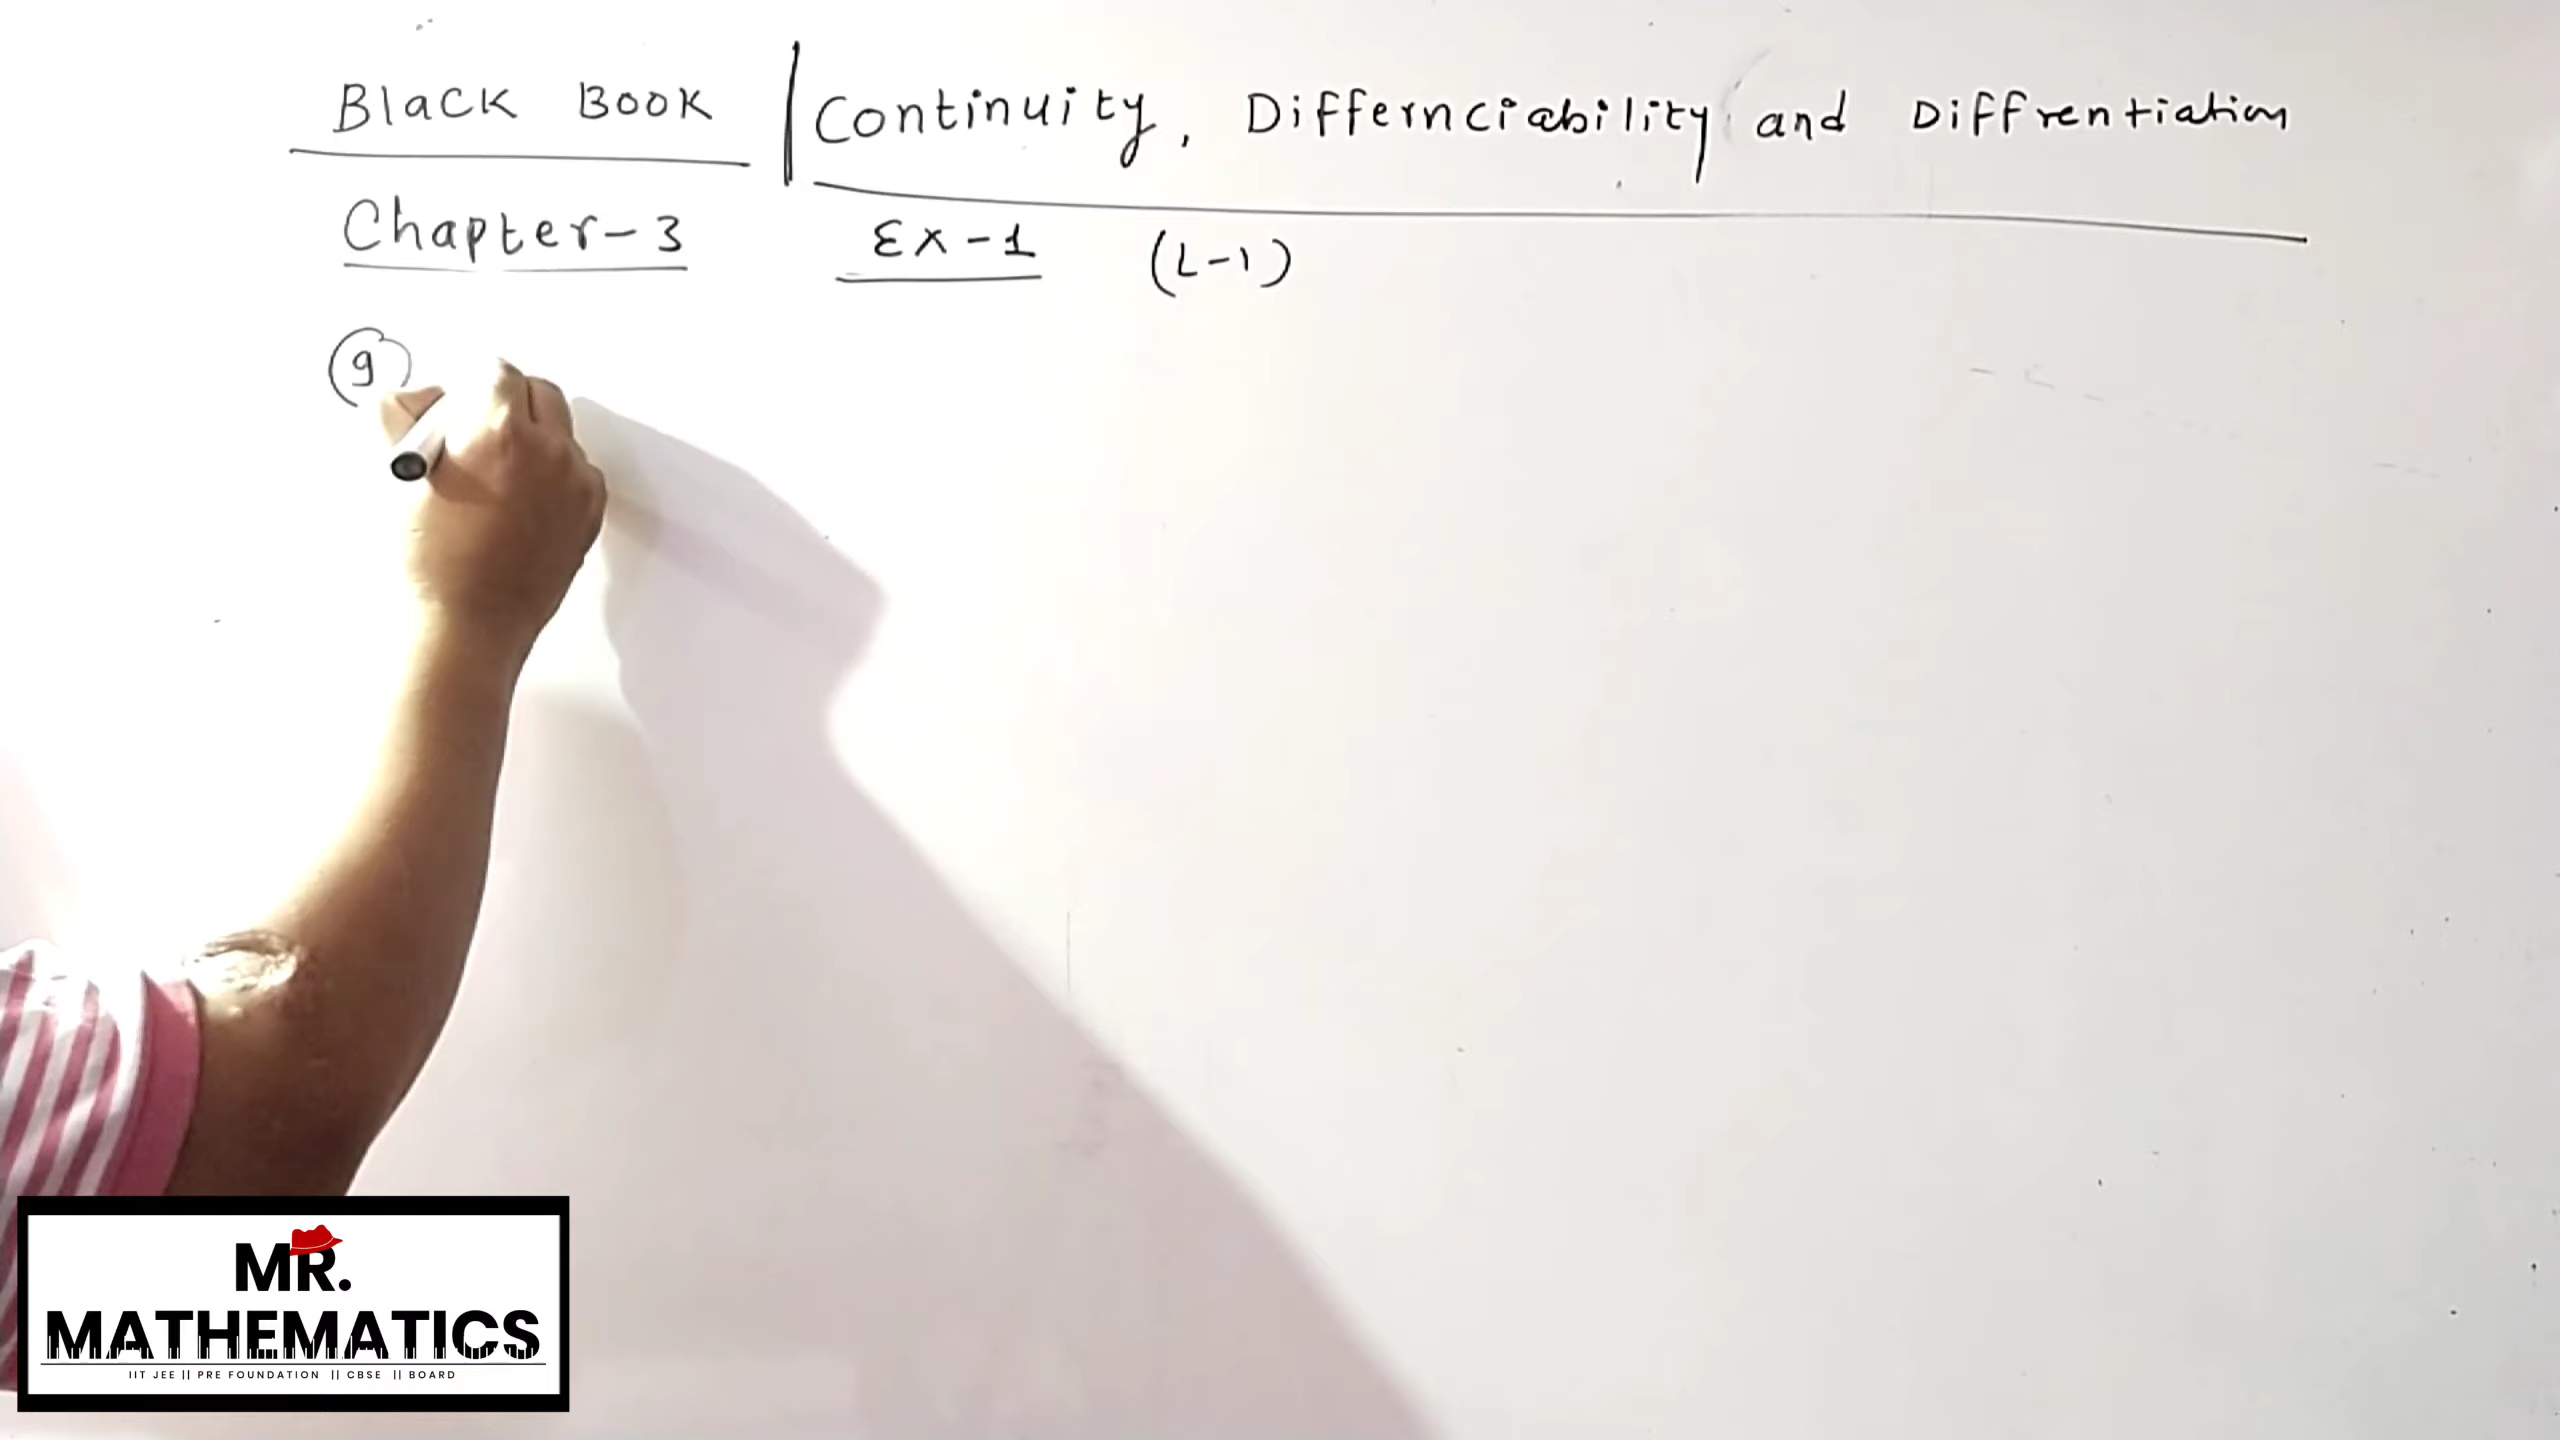 Black Book | Continuity, Differnciability and Diffrentiation
Chapter-3 Ex-1 (L-1)
9
MR.
MATHEMATICS
IIT JEE || PRE FOUNDATION || CBSE || BOARD